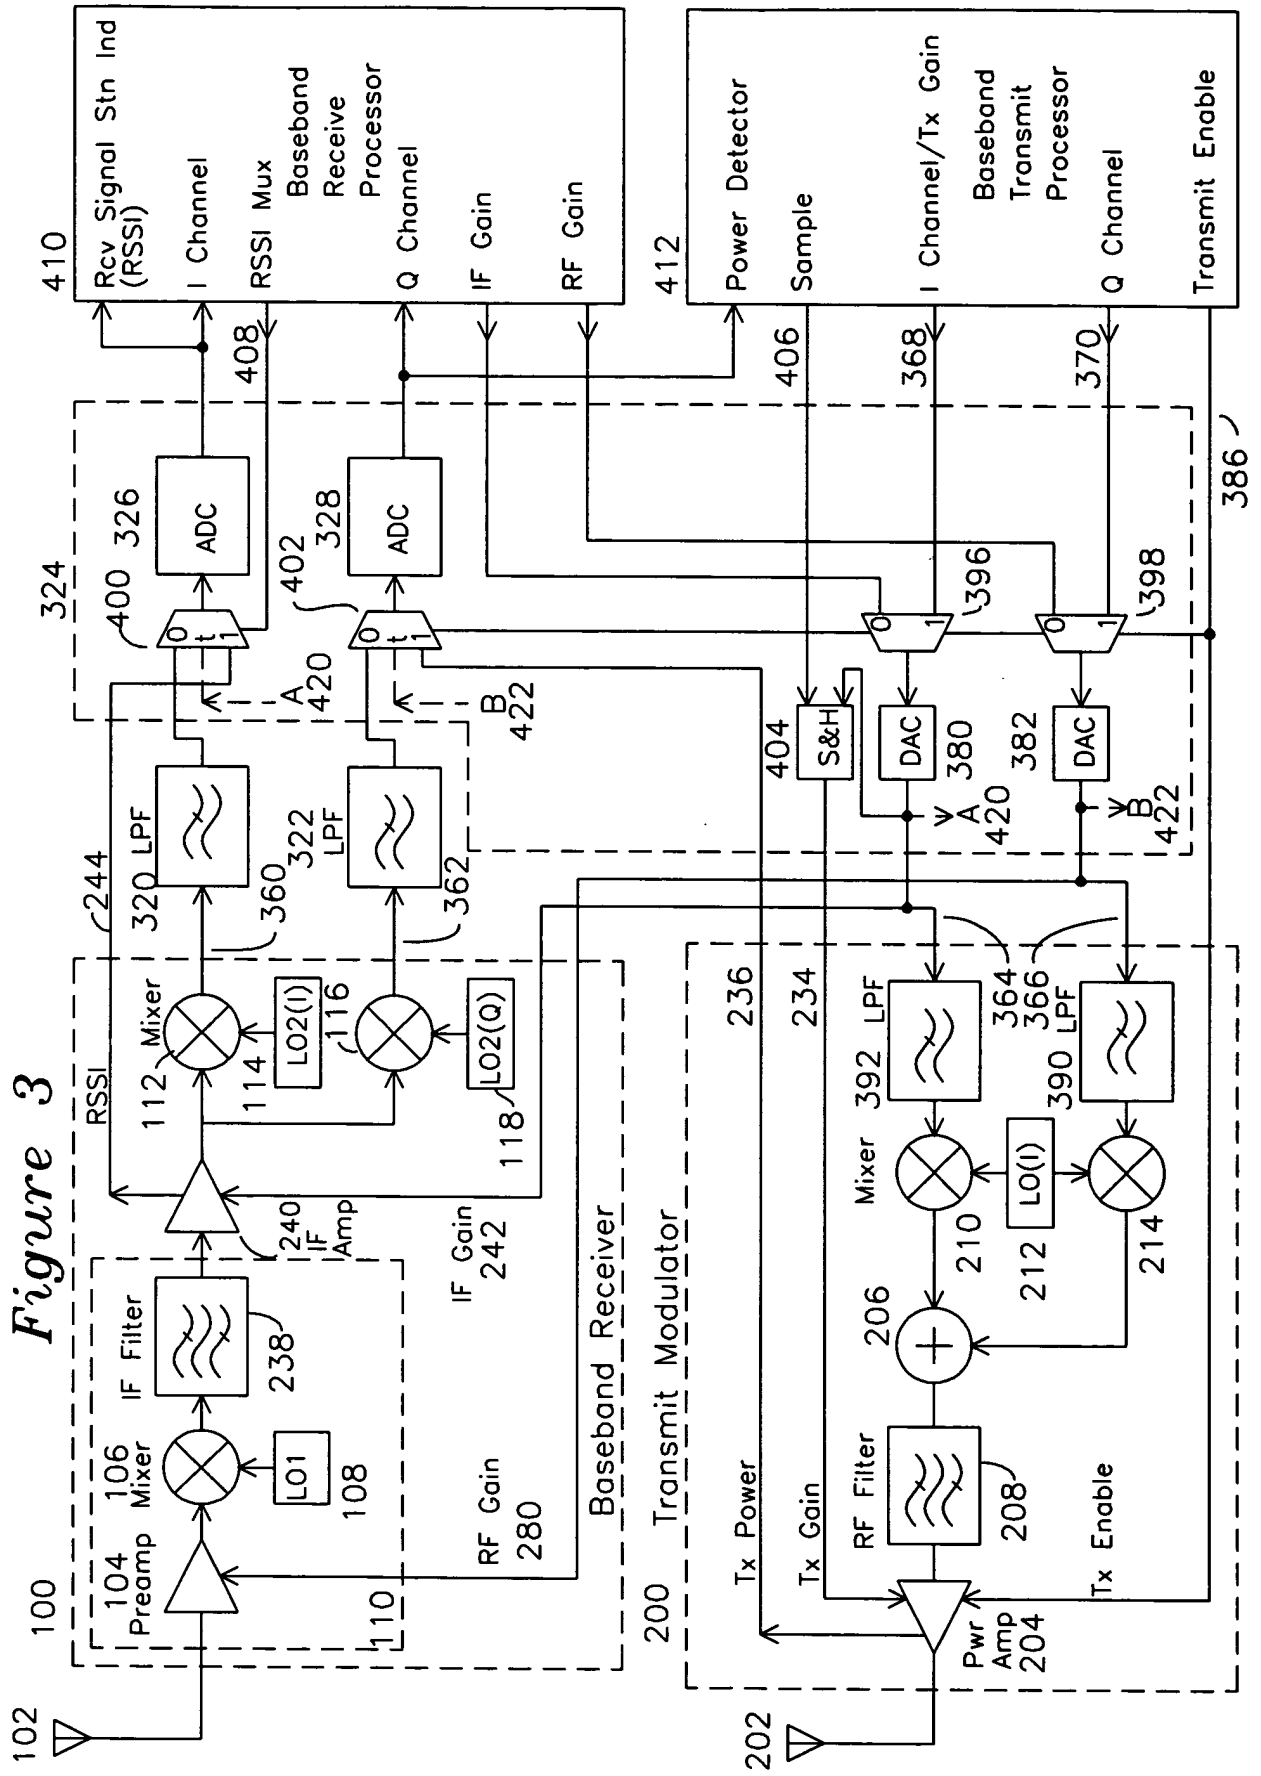 Figure 3
102
100
104
Preamp
106
Mixer
LO1
108
110
IF Filter
238
240
IF
Amp
RSSI
244
IF Gain
242
RF Gain
280
Baseband Receiver
112
Mixer
114
LO2(I)
116
LO2(Q)
118
360
362
320
LPF
322
LPF
324
400
0
t
1
A
420
402
0
t
1
B
422
326
ADC
328
ADC
408
410
Rcv Signal Stn Ind
(RSSI)
I Channel
RSSI Mux
Baseband
Receive
Processor
Q Channel
IF Gain
RF Gain
202
200
Transmit Modulator
Tx Power
236
Tx Gain
234
Pwr
Amp
204
Tx Enable
RF Filter
208
206
Mixer
210
LO(I)
212
214
392
LPF
390
LPF
364
366
404
S&H
DAC
380
A
420
DAC
382
B
422
0
1
396
0
1
398
406
368
370
386
412
Power Detector
Sample
I Channel/Tx Gain
Baseband
Transmit
Processor
Q Channel
Transmit Enable